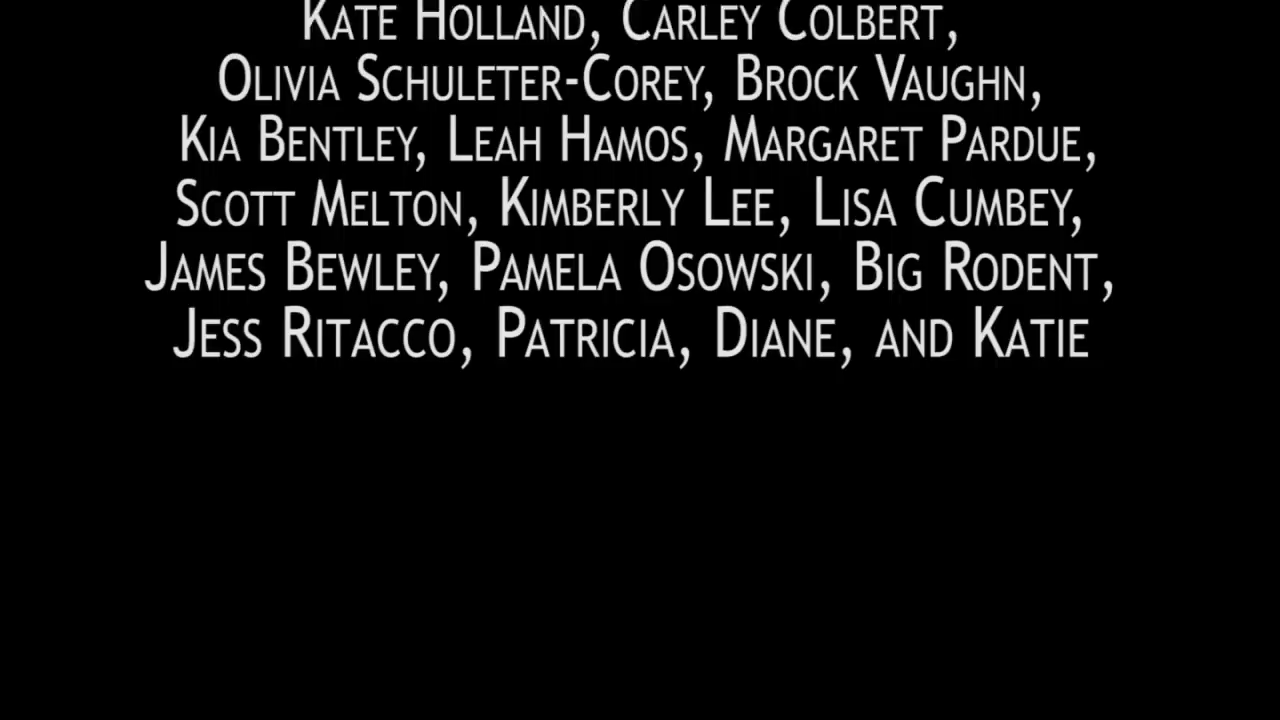 Kate Holland, Carley Colbert,
Olivia Schuleter-Corey, Brock Vaughn,
Kia Bentley, Leah Hamos, Margaret Pardue,
Scott Melton, Kimberly Lee, Lisa Cumbey,
James Bewley, Pamela Osowski, Big Rodent,
Jess Ritacco, Patricia, Diane, and Katie